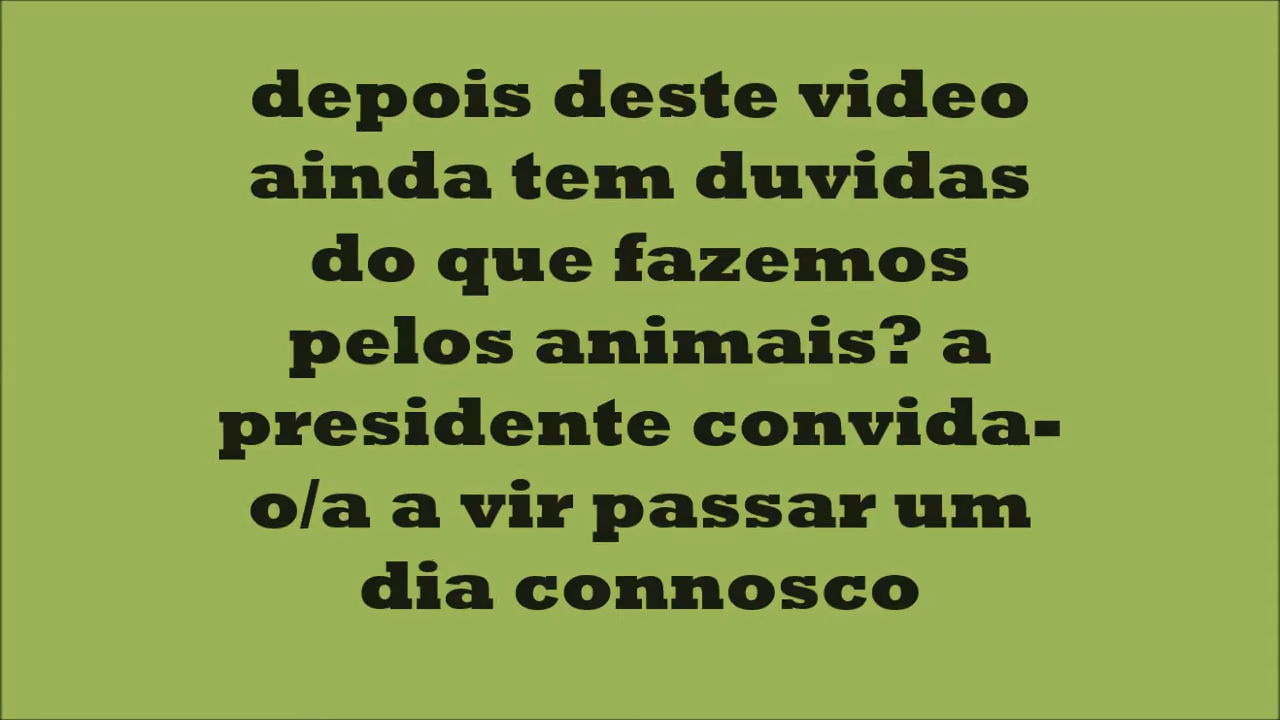 depois deste video
ainda tem duvidas
do que fazemos
pelos animais? a
presidente convida-
o/a a vir passar um
dia connosco